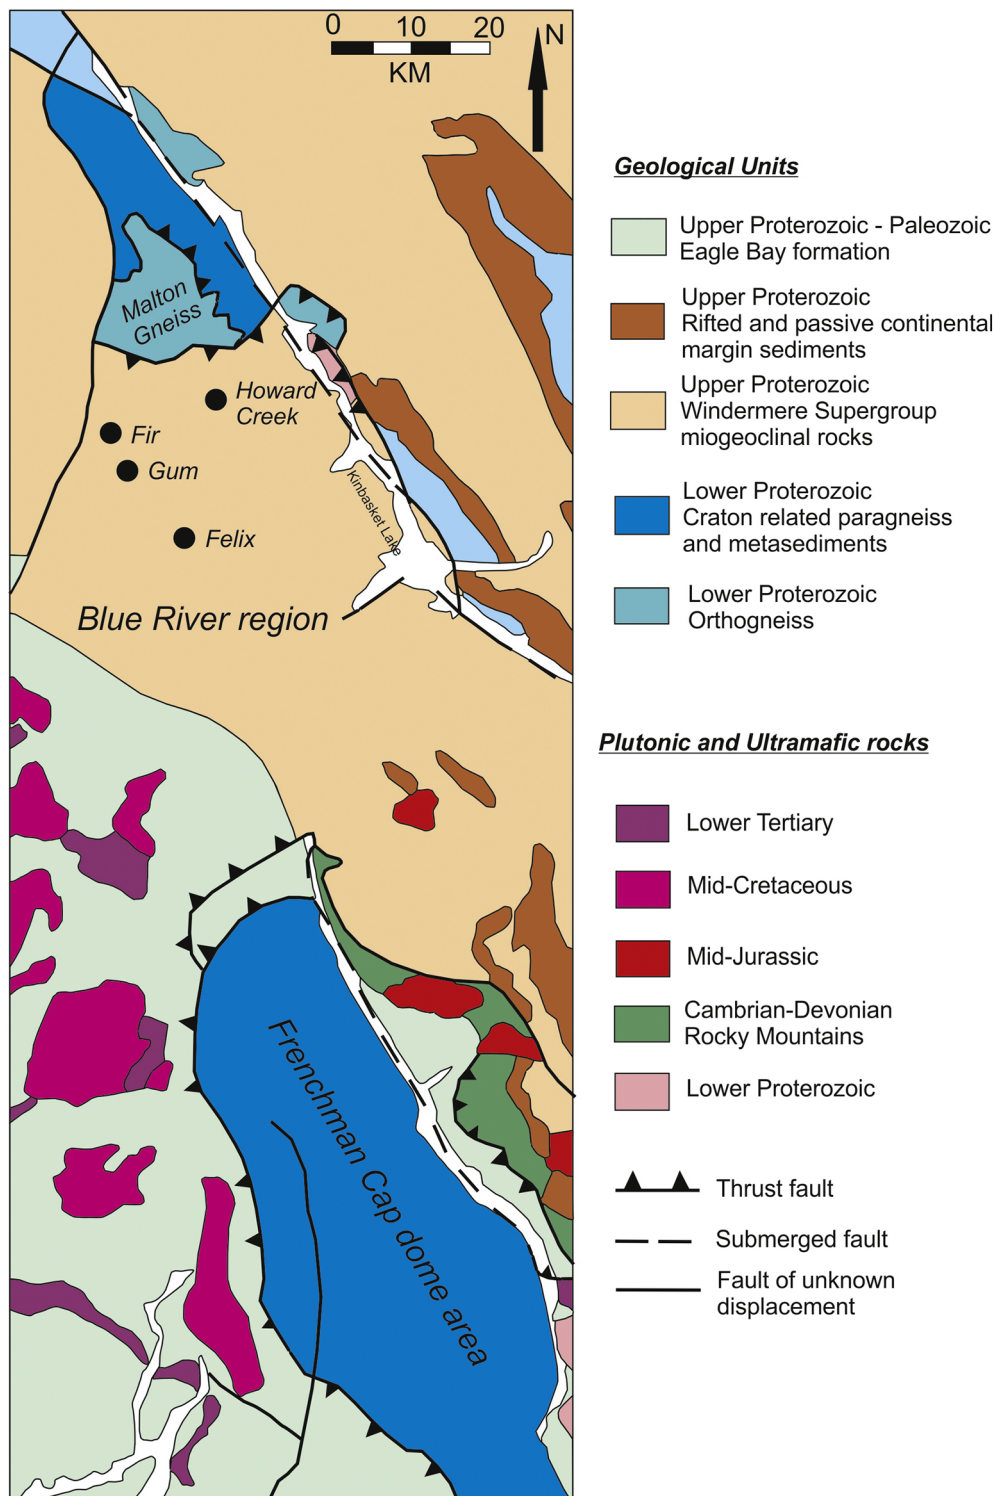 0 10 20
KM
N
Malton
Gneiss
Howard
Creek
Fir
Gum
Felix
Kinbasket Lake
Blue River region
Frenchman Cap dome area
Geological Units
Upper Proterozoic - Paleozoic
Eagle Bay formation
Upper Proterozoic
Rifted and passive continental
margin sediments
Upper Proterozoic
Windermere Supergroup
miogeoclinal rocks
Lower Proterozoic
Craton related paragneiss
and metasediments
Lower Proterozoic
Orthogneiss
Plutonic and Ultramafic rocks
Lower Tertiary
Mid-Cretaceous
Mid-Jurassic
Cambrian-Devonian
Rocky Mountains
Lower Proterozoic
Thrust fault
Submerged fault
Fault of unknown
displacement